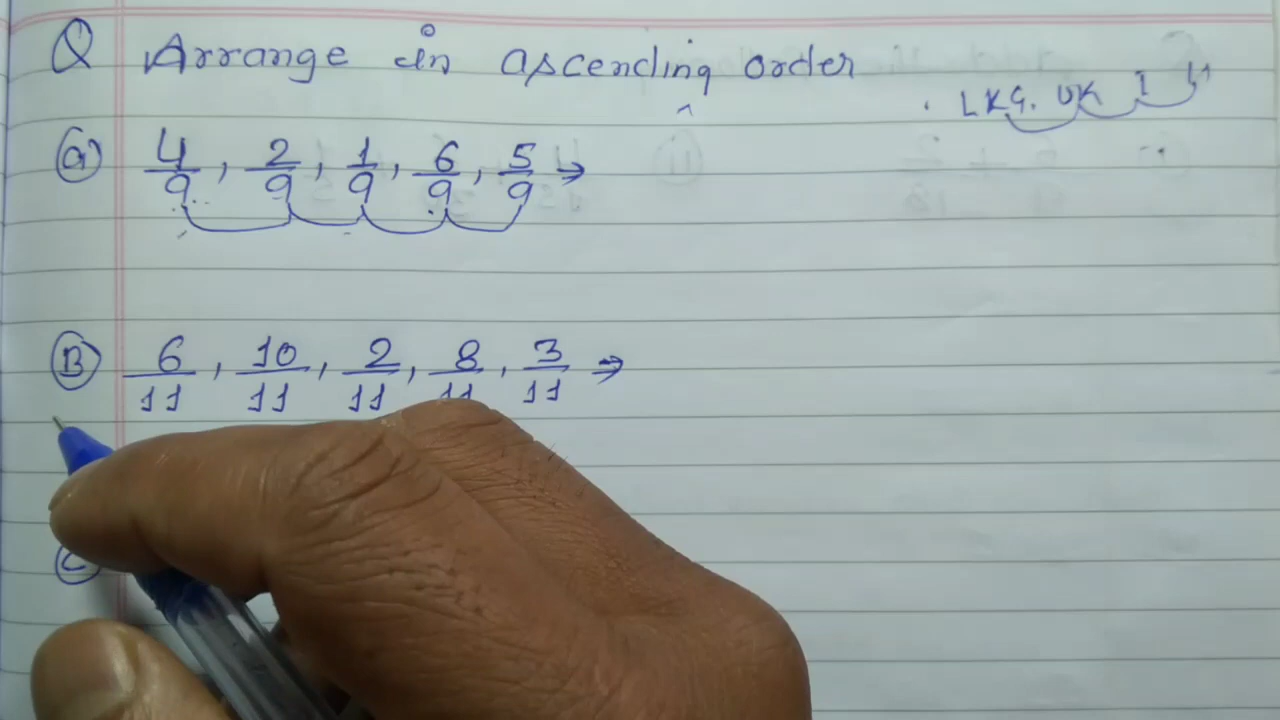 Q Arrange in ascending order
LKG. UK I
(a) 4/9, 2/9, 1/9, 6/9, 5/9 →
(B) 6/11, 10/11, 2/11, 8/11, 3/11 →